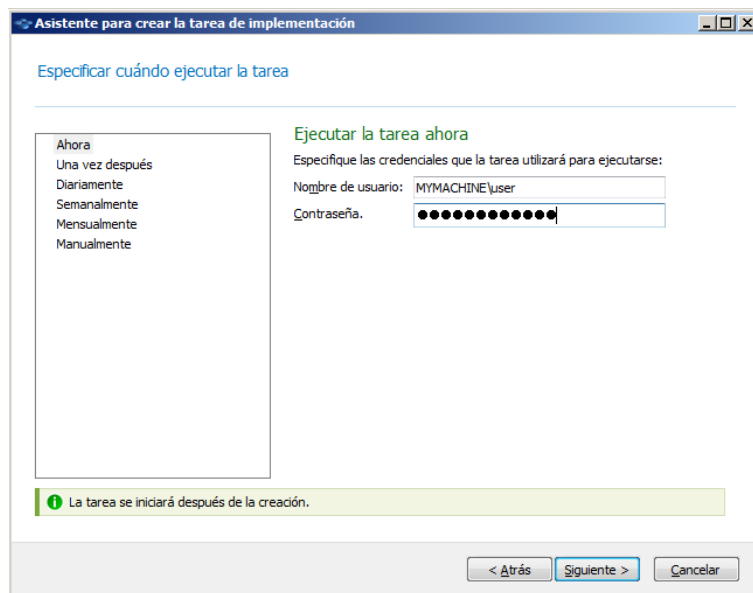 Asistente para crear la tarea de implementación
Especificar cuándo ejecutar la tarea
Ahora
Una vez después
Diariamente
Semanalmente
Mensualmente
Manualmente
Ejecutar la tarea ahora
Especifique las credenciales que la tarea utilizará para ejecutarse:
Nombre de usuario: MYMACHINE\user
Contraseña. ●●●●●●●●●●●●
La tarea se iniciará después de la creación.
< Atrás Siguiente > Cancelar